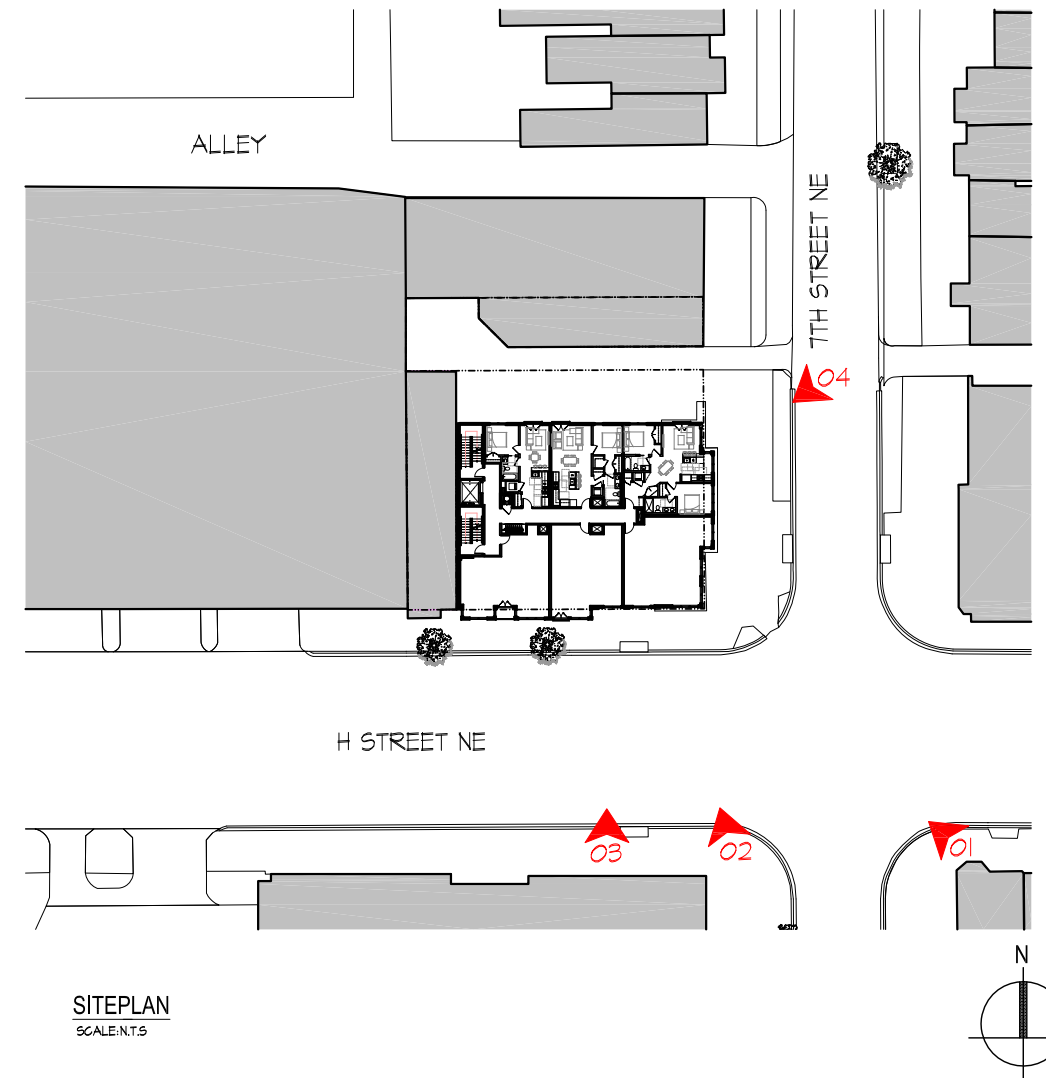 ALLEY
7TH STREET NE
04
H STREET NE
03
02
01
N
SITEPLAN
SCALE:N.T.S